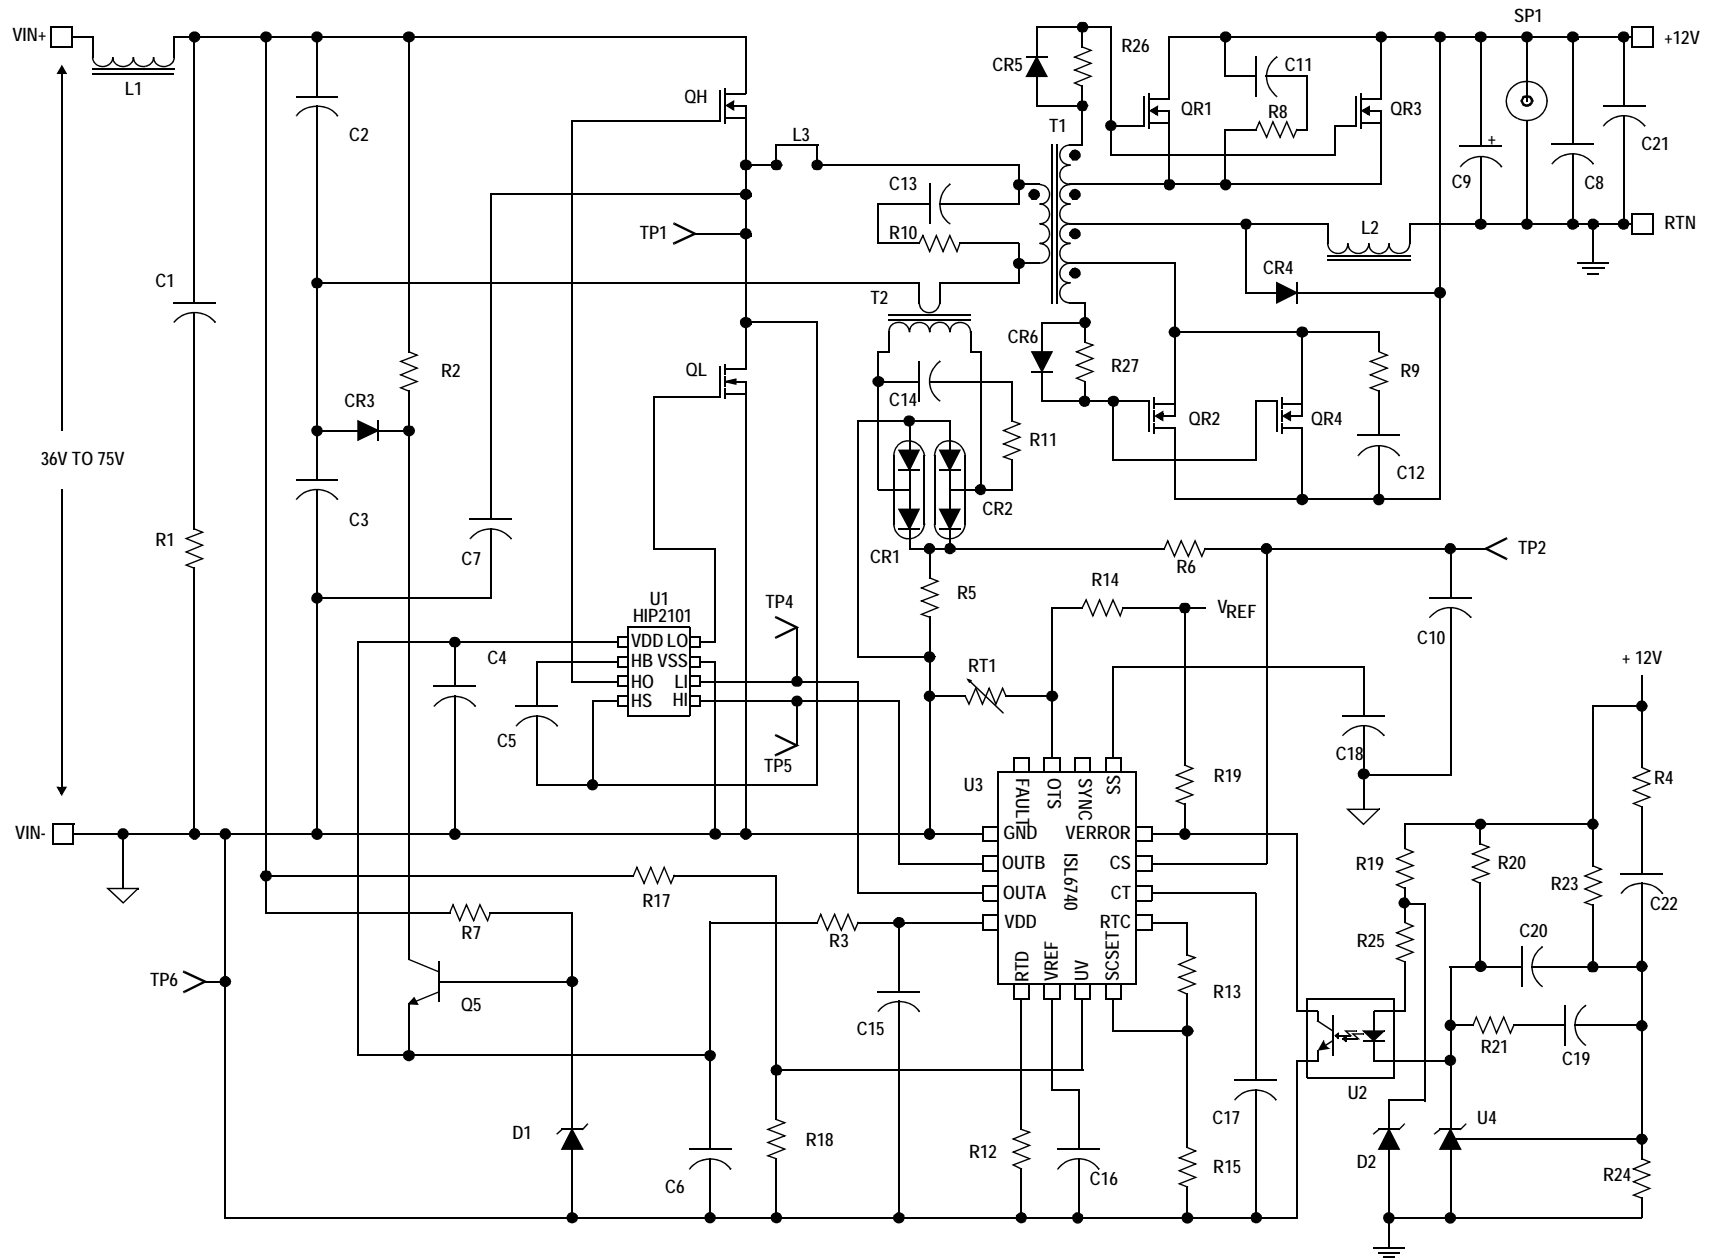 SP1
VIN+
+12V
L1
R26
CR5
C11
QH
QR1
R8
QR3
C2
T1
L3
C21
C9
+
C8
C13
R10
TP1
L2
RTN
CR4
C1
T2
CR6
R2
QL
R27
R9
C14
CR3
QR2
QR4
R11
36V TO 75V
C12
C3
CR2
R1
C7
CR1
TP2
R6
R5
R14
U1
HIP2101
TP4
VREF
C10
VDD LO
HB VSS
HO LI
HS HI
C4
RT1
+ 12V
C5
TP5
C18
U3
FAULT
OTS
SYNC
SS
R19
R4
VIN-
GND
VERROR
OUTB
CS
OUTA
CT
VDD
RTC
ISL6740
RTD
VREF
UV
SCSET
R19
R20
R23
C22
R17
R7
R3
R25
C20
TP6
Q5
R13
C15
R21
C19
U2
C17
D1
R18
R12
U4
D2
C6
C16
R15
R24